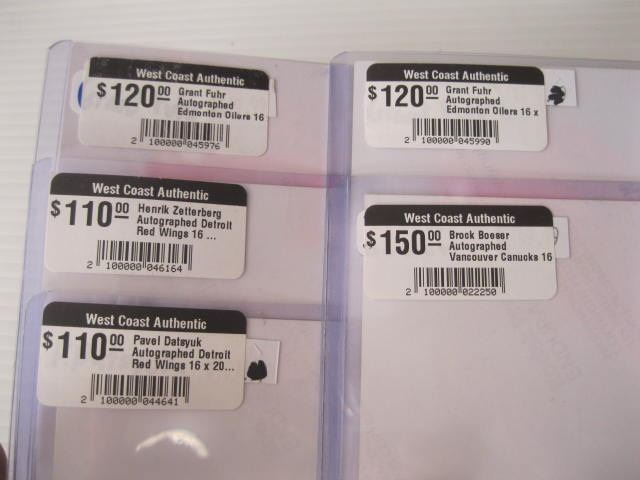 West Coast Authentic
$120 00 Grant Fuhr
Autographed
Edmonton Oilers 16
2 100000 045976
West Coast Authentic
$120 00 Grant Fuhr
Autographed
Edmonton Oilers 16 x
2 100000 045990
West Coast Authentic
$110 00 Henrik Zetterberg
Autographed Detroit
Red Wings 16 ...
2 100000 046164
West Coast Authentic
$150 00 Brock Boeser
Autographed
Vancouver Canucks 16
2 100000 022250
West Coast Authentic
$110 00 Pavel Datsyuk
Autographed Detroit
Red Wings 16 x 20...
2 100000 044641